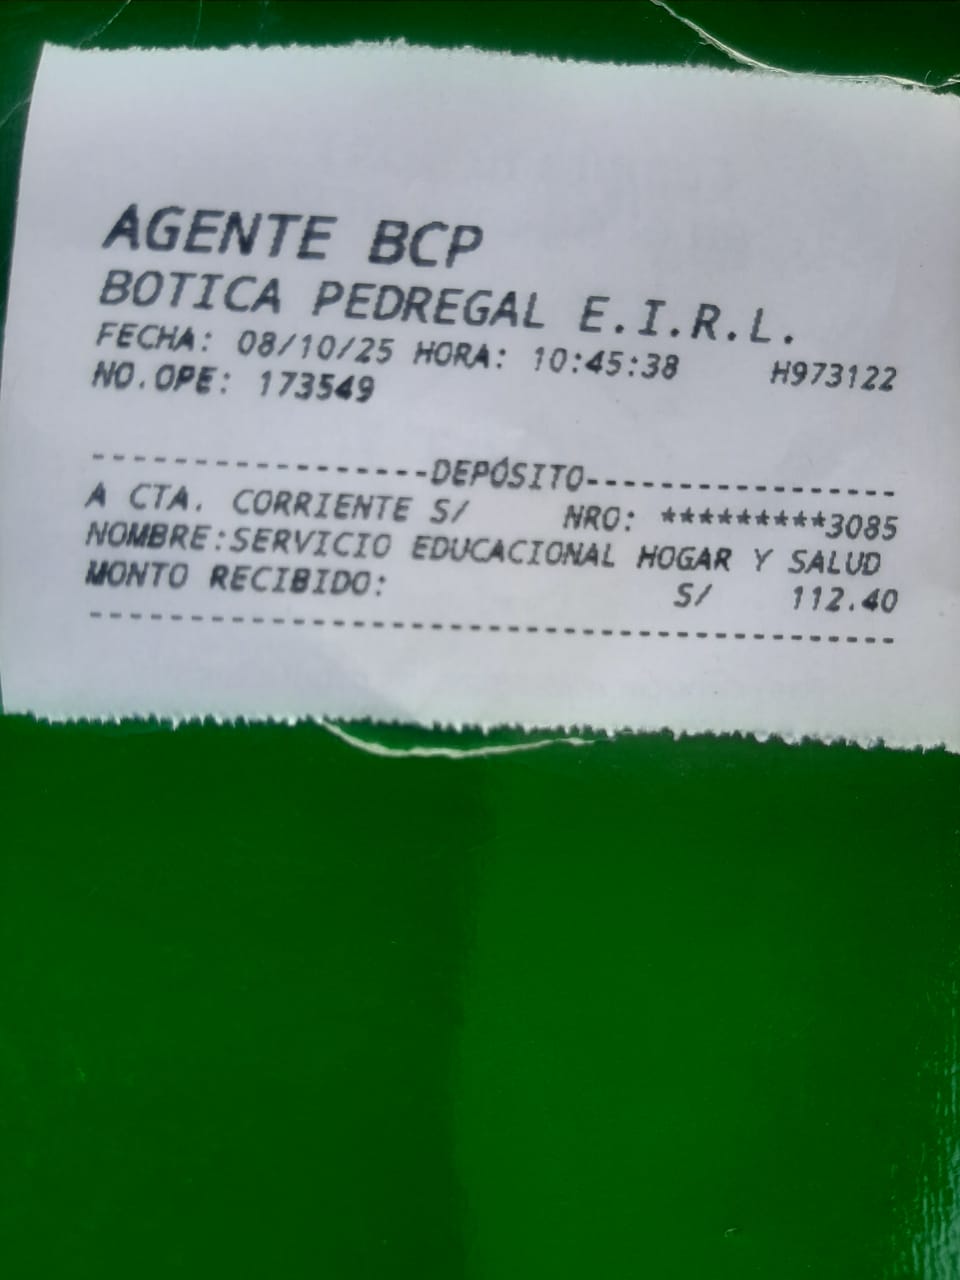 AGENTE BCP
BOTICA PEDREGAL E.I.R.L.
FECHA: 08/10/25 HORA: 10:45:38 H973122
NO.OPE: 173549
-----------------DEPÓSITO----------------
A CTA. CORRIENTE S/ NRO: *********3085
NOMBRE:SERVICIO EDUCACIONAL HOGAR Y SALUD
MONTO RECIBIDO: S/ 112.40
-----------------------------------------